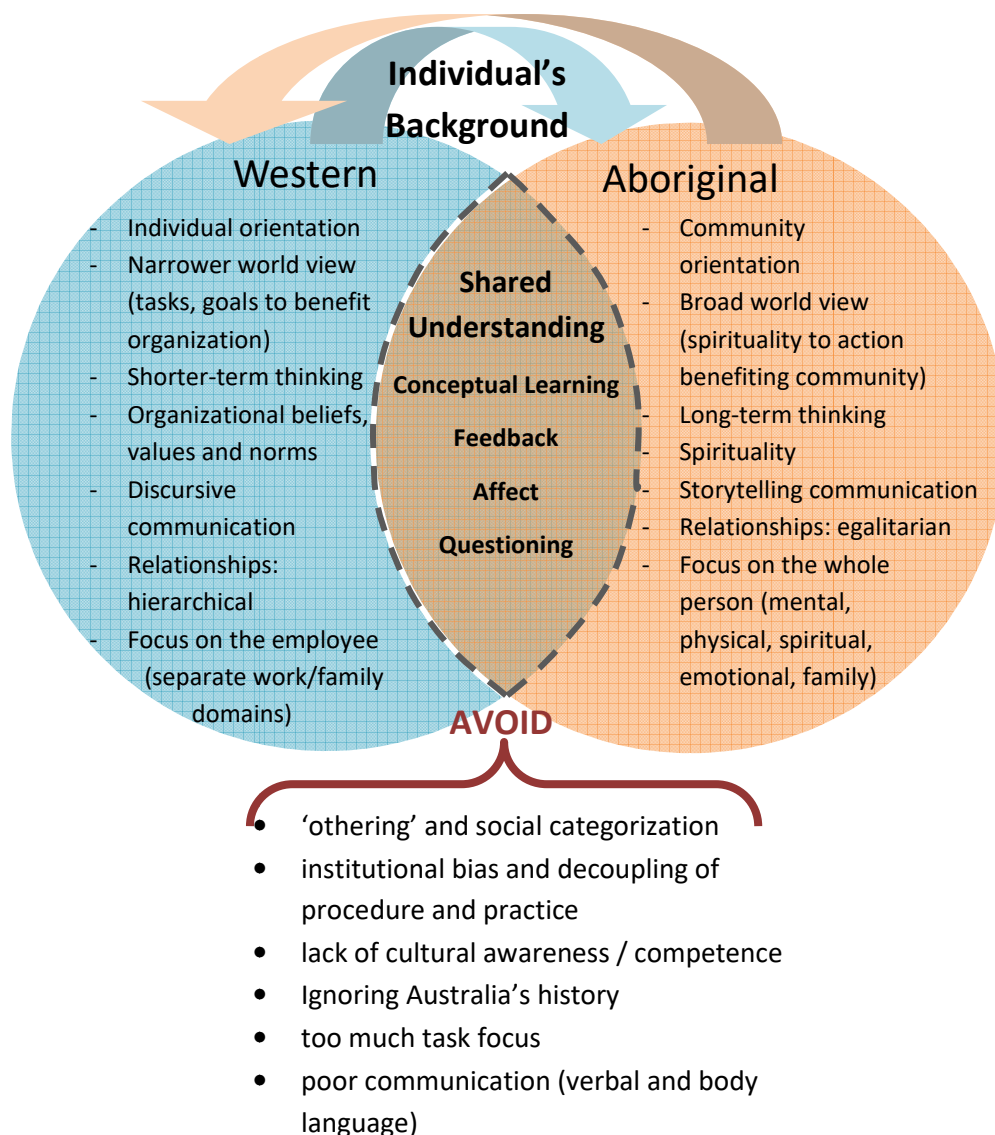 Individual's
Background
Western
- Individual orientation
- Narrower world view
(tasks, goals to benefit
organization)
- Shorter-term thinking
- Organizational beliefs,
values and norms
- Discursive
communication
- Relationships:
hierarchical
- Focus on the employee
(separate work/family
domains)
Shared
Understanding
Conceptual Learning
Feedback
Affect
Questioning
Aboriginal
- Community
orientation
- Broad world view
(spirituality to action
benefiting community)
- Long-term thinking
- Spirituality
- Storytelling communication
- Relationships: egalitarian
- Focus on the whole
person (mental,
physical, spiritual,
emotional, family)
AVOID
• ‘othering’ and social categorization
• institutional bias and decoupling of
procedure and practice
• lack of cultural awareness / competence
• Ignoring Australia’s history
• too much task focus
• poor communication (verbal and body
language)